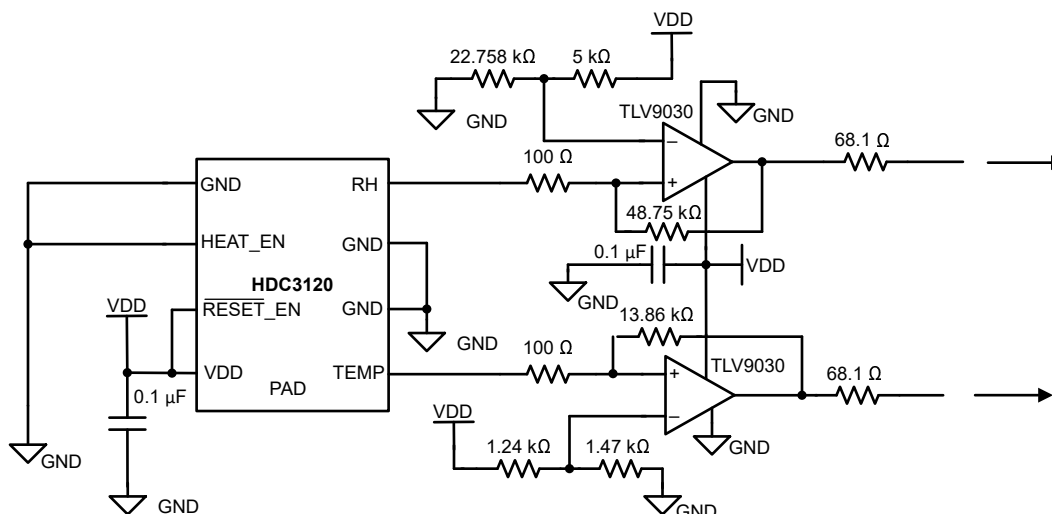 VDD
22.758 kΩ
5 kΩ
GND
TLV9030
GND
100 Ω
68.1 Ω
−
+
48.75 kΩ
0.1 µF
VDD
GND
GND
RH
HEAT_EN
GND
HDC3120
RESET_EN
GND
VDD
TEMP
PAD
VDD
0.1 µF
GND
GND
GND
13.86 kΩ
100 Ω
TLV9030
68.1 Ω
+
−
GND
VDD
1.24 kΩ
1.47 kΩ
GND